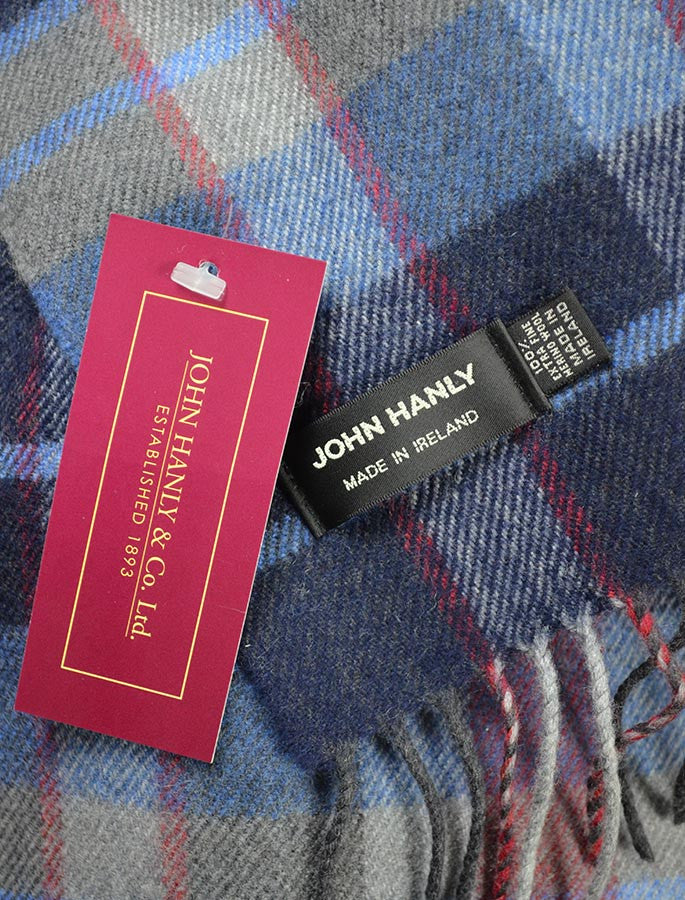 JOHN HANLY & Co. Ltd.
ESTABLISHED 1893
JOHN HANLY
MADE IN IRELAND
100%
EXTRA FINE
MERINO WOOL
MADE IN
IRELAND